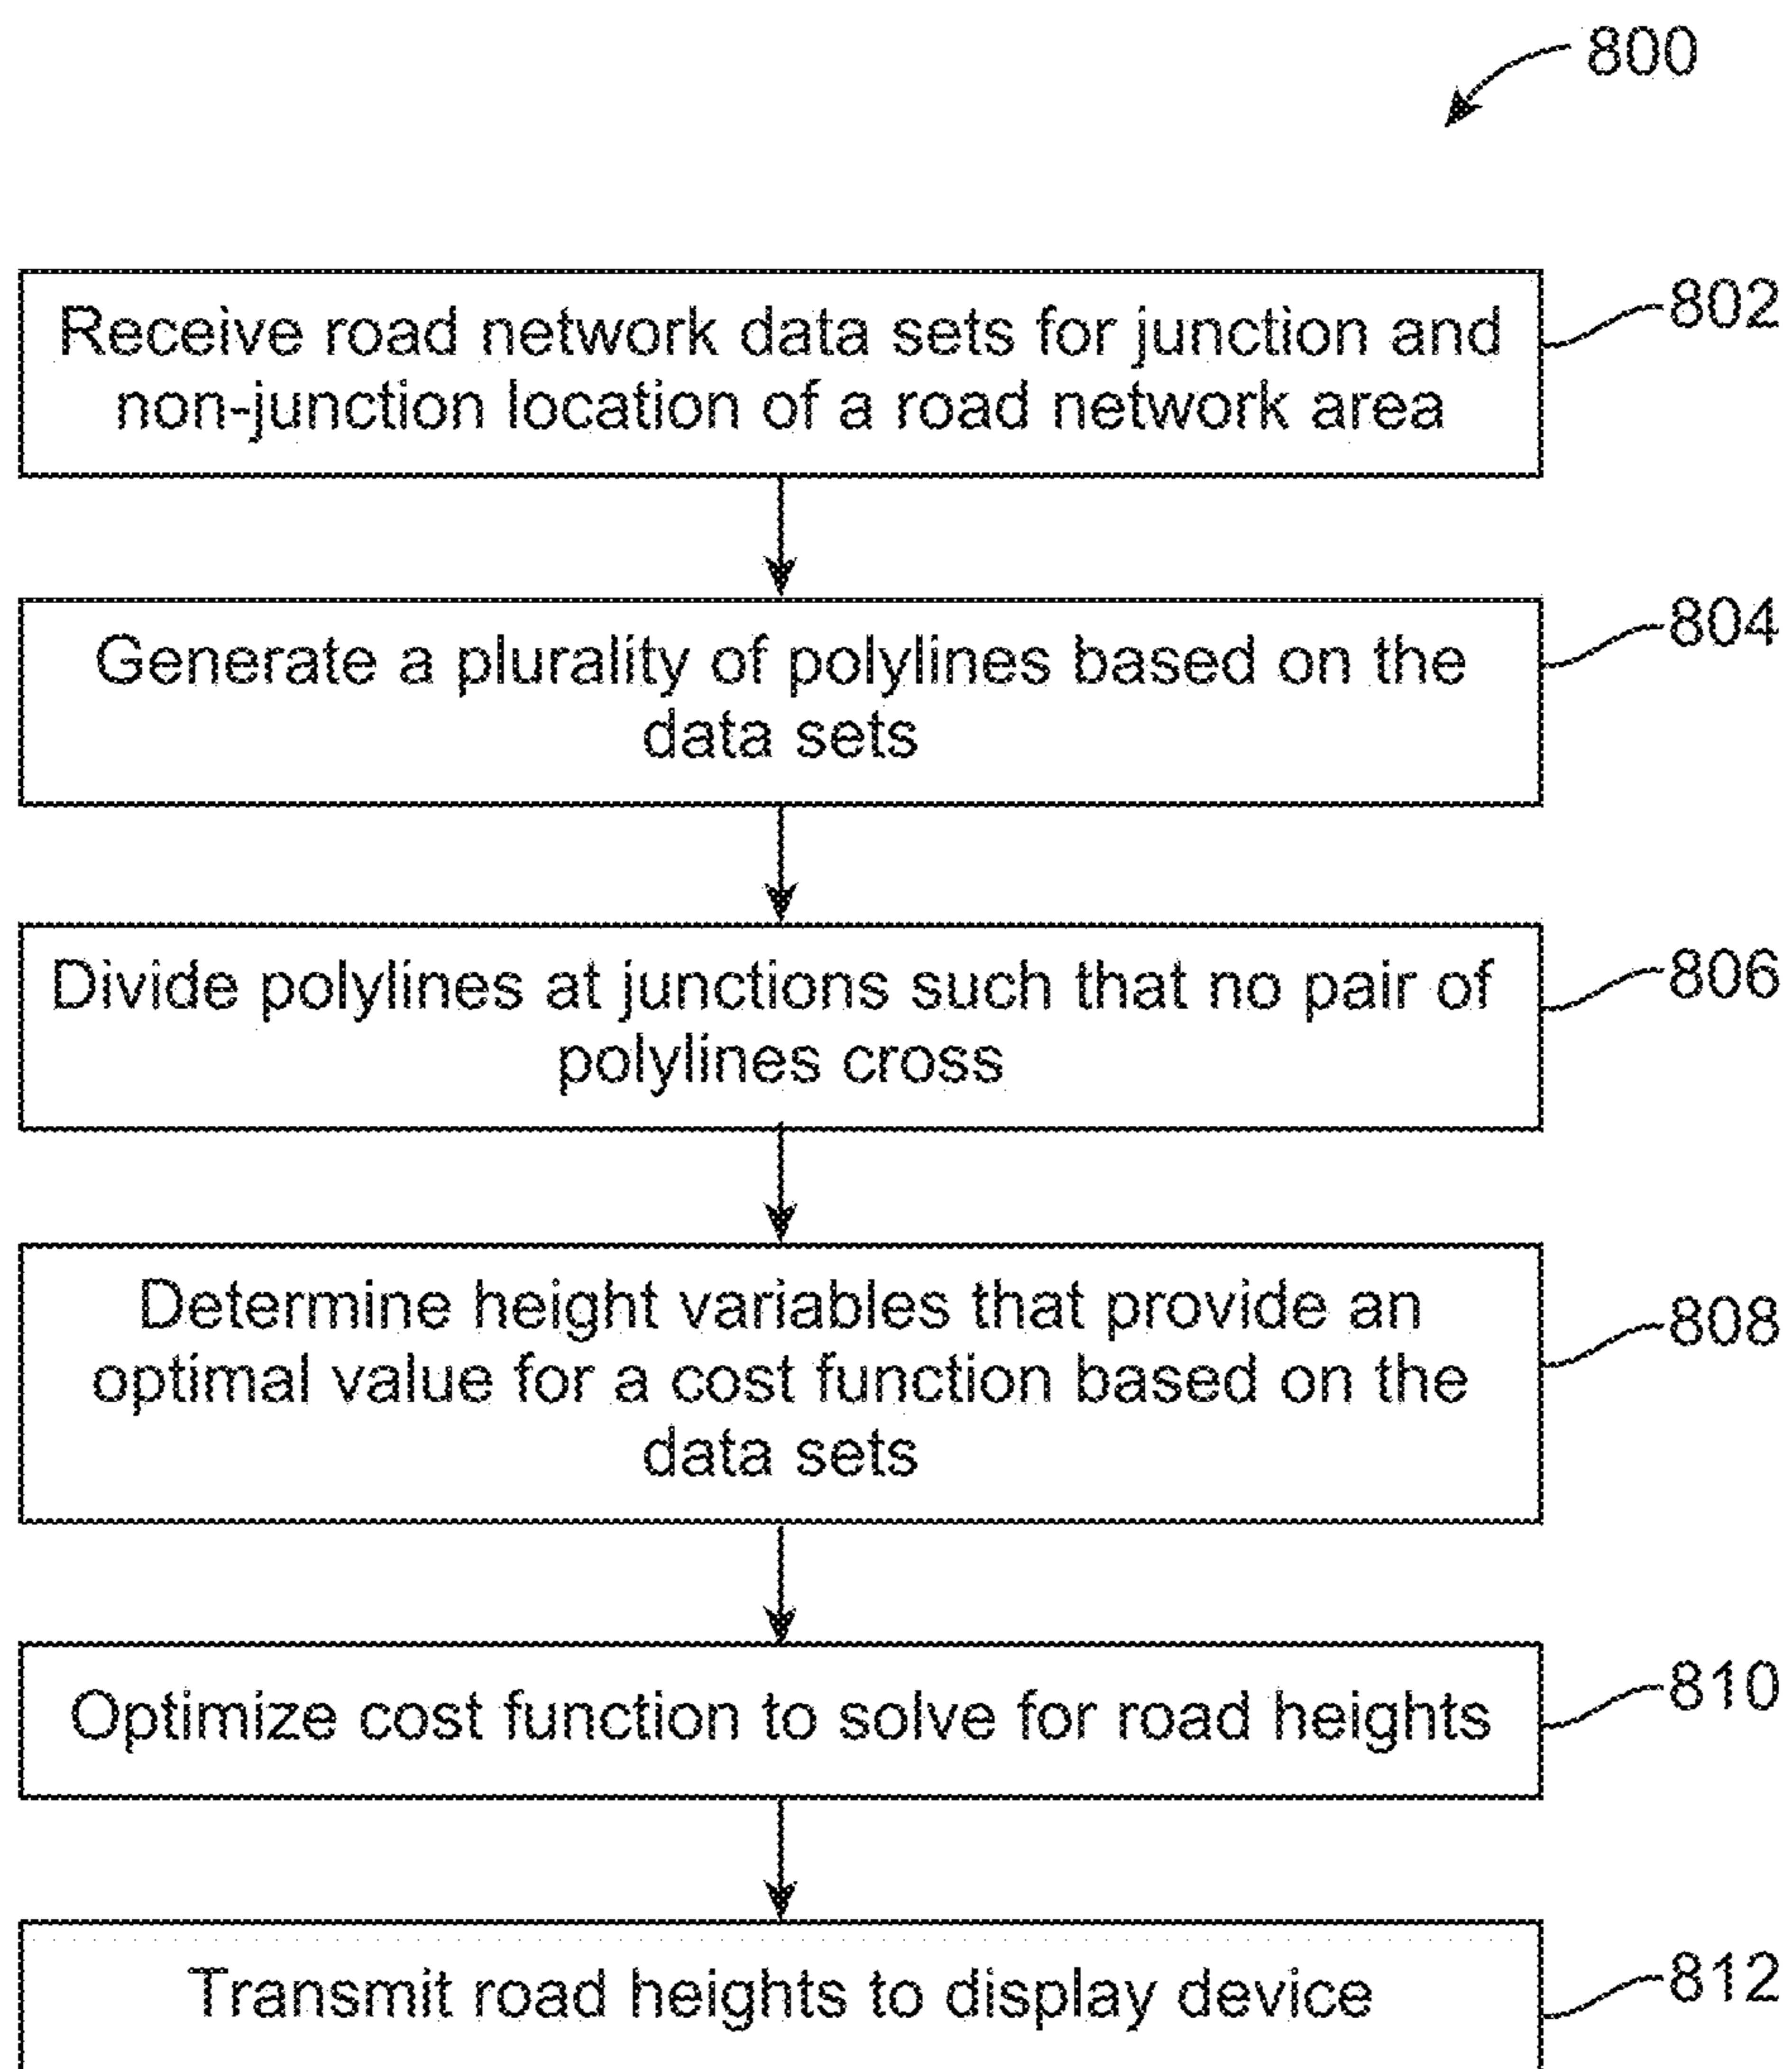 800
Receive road network data sets for junction and
non-junction location of a road network area
802
Generate a plurality of polylines based on the
data sets
804
Divide polylines at junctions such that no pair of
polylines cross
806
Determine height variables that provide an
optimal value for a cost function based on the
data sets
808
Optimize cost function to solve for road heights
810
Transmit road heights to display device
812